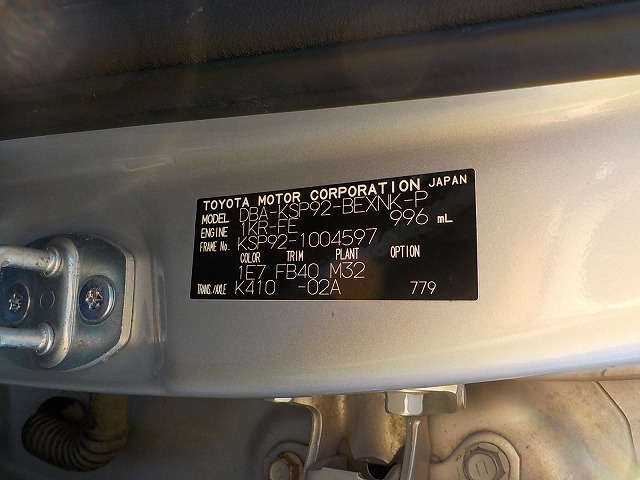 TOYOTA MOTOR CORPORATION JAPAN
MODEL DBA-KSP92-BEXNK-P
ENGINE 1KR-FE 996 mL
FRAME No. KSP92-1004597
COLOR TRIM PLANT OPTION
1E7 FB40 M32
TRANS./AXLE K410 -02A 779